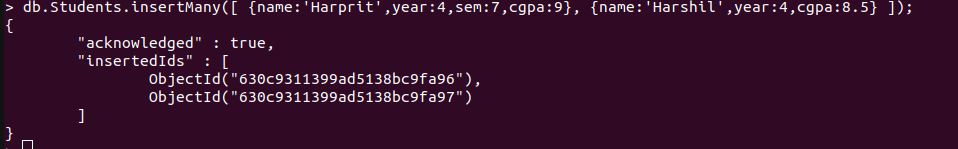 > db.Students.insertMany([ {name:'Harprit',year:4,sem:7,cgpa:9}, {name:'Harshil',year:4,cgpa:8.5} ]);
{
        "acknowledged" : true,
        "insertedIds" : [
                ObjectId("630c9311399ad5138bc9fa96"),
                ObjectId("630c9311399ad5138bc9fa97")
        ]
}